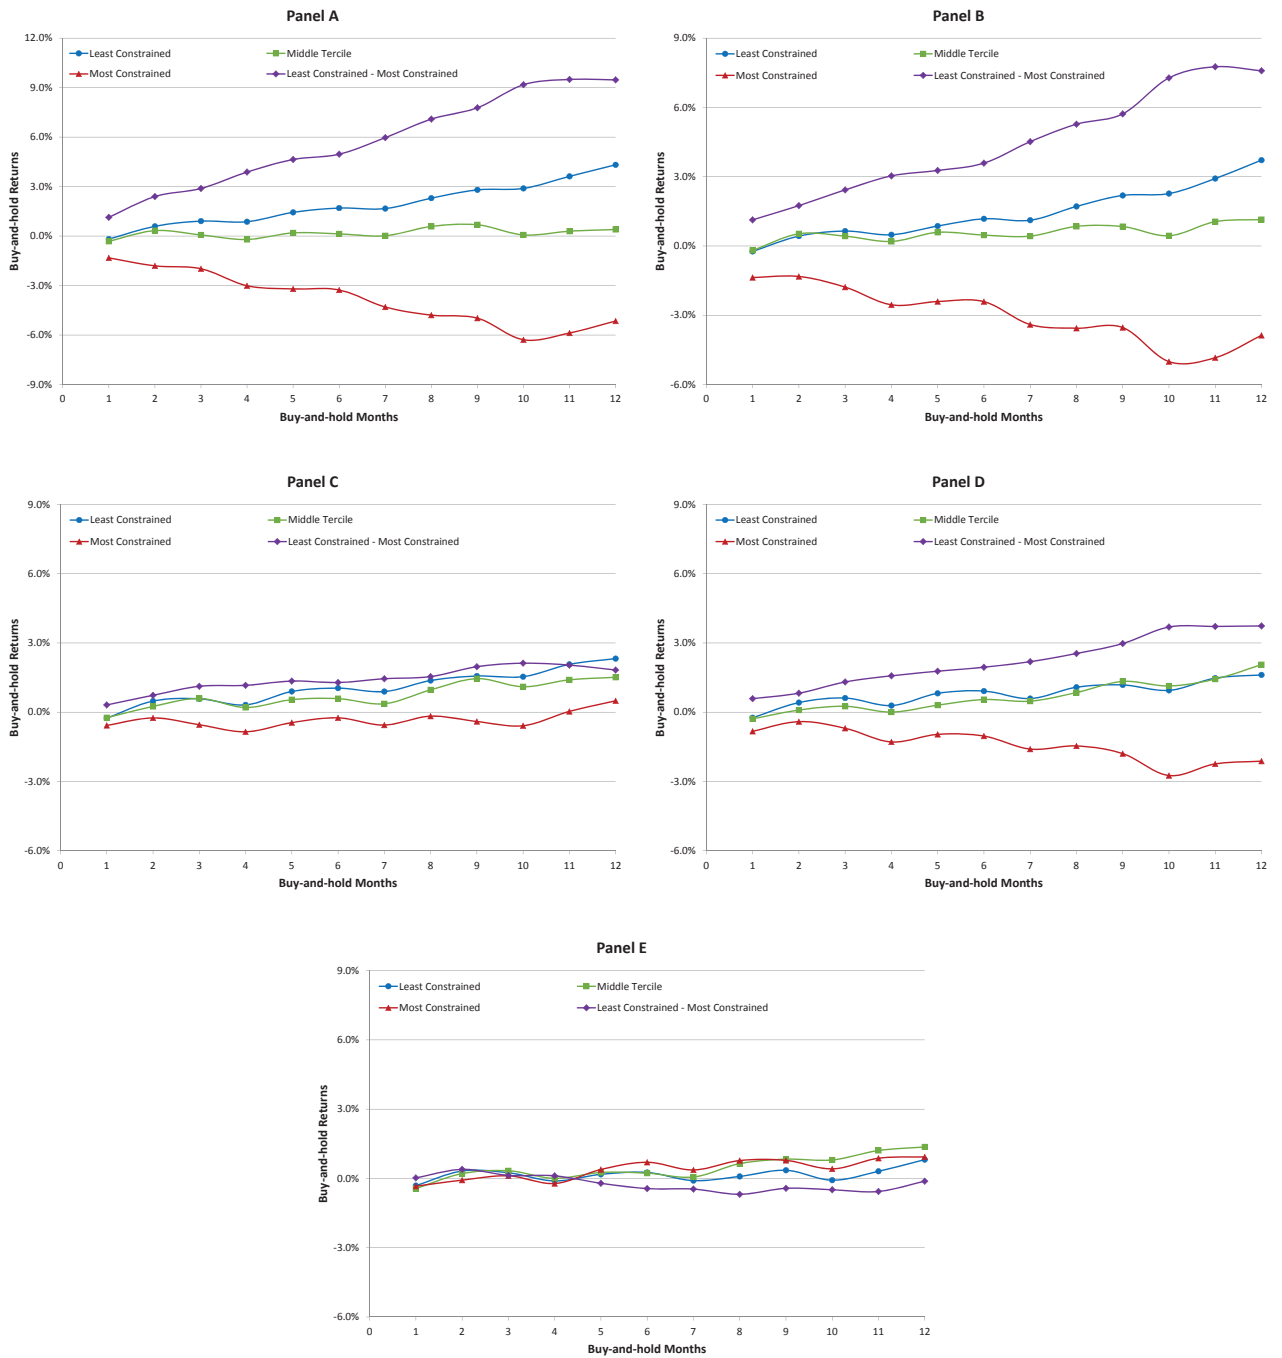 Panel A
12.0%
9.0%
6.0%
3.0%
0.0%
-3.0%
-6.0%
-9.0%
Buy-and-hold Returns
Least Constrained
Middle Tercile
Most Constrained
Least Constrained - Most Constrained
0 1 2 3 4 5 6 7 8 9 10 11 12
Buy-and-hold Months
Panel B
9.0%
6.0%
3.0%
0.0%
-3.0%
-6.0%
Buy-and-hold Returns
Least Constrained
Middle Tercile
Most Constrained
Least Constrained - Most Constrained
0 1 2 3 4 5 6 7 8 9 10 11 12
Buy-and-hold Months
Panel C
9.0%
6.0%
3.0%
0.0%
-3.0%
-6.0%
Buy-and-hold Returns
Least Constrained
Middle Tercile
Most Constrained
Least Constrained - Most Constrained
0 1 2 3 4 5 6 7 8 9 10 11 12
Buy-and-hold Months
Panel D
9.0%
6.0%
3.0%
0.0%
-3.0%
-6.0%
Buy-and-hold Returns
Least Constrained
Middle Tercile
Most Constrained
Least Constrained - Most Constrained
0 1 2 3 4 5 6 7 8 9 10 11 12
Buy-and-hold Months
Panel E
9.0%
6.0%
3.0%
0.0%
-3.0%
-6.0%
Buy-and-hold Returns
Least Constrained
Middle Tercile
Most Constrained
Least Constrained - Most Constrained
0 1 2 3 4 5 6 7 8 9 10 11 12
Buy-and-hold Months